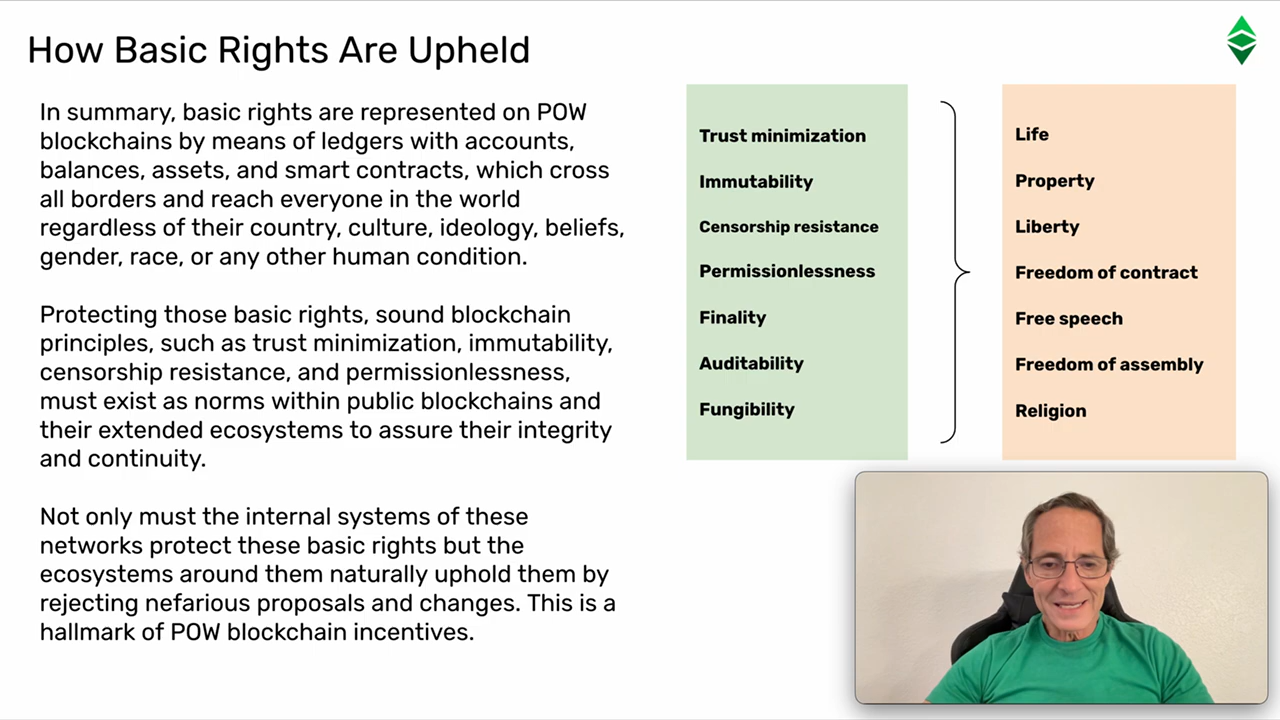 How Basic Rights Are Upheld
In summary, basic rights are represented on POW
blockchains by means of ledgers with accounts,
balances, assets, and smart contracts, which cross
all borders and reach everyone in the world
regardless of their country, culture, ideology, beliefs,
gender, race, or any other human condition.
Protecting those basic rights, sound blockchain
principles, such as trust minimization, immutability,
censorship resistance, and permissionlessness,
must exist as norms within public blockchains and
their extended ecosystems to assure their integrity
and continuity.
Not only must the internal systems of these
networks protect these basic rights but the
ecosystems around them naturally uphold them by
rejecting nefarious proposals and changes. This is a
hallmark of POW blockchain incentives.
Trust minimization
Immutability
Censorship resistance
Permissionlessness
Finality
Auditability
Fungibility
Life
Property
Liberty
Freedom of contract
Free speech
Freedom of assembly
Religion